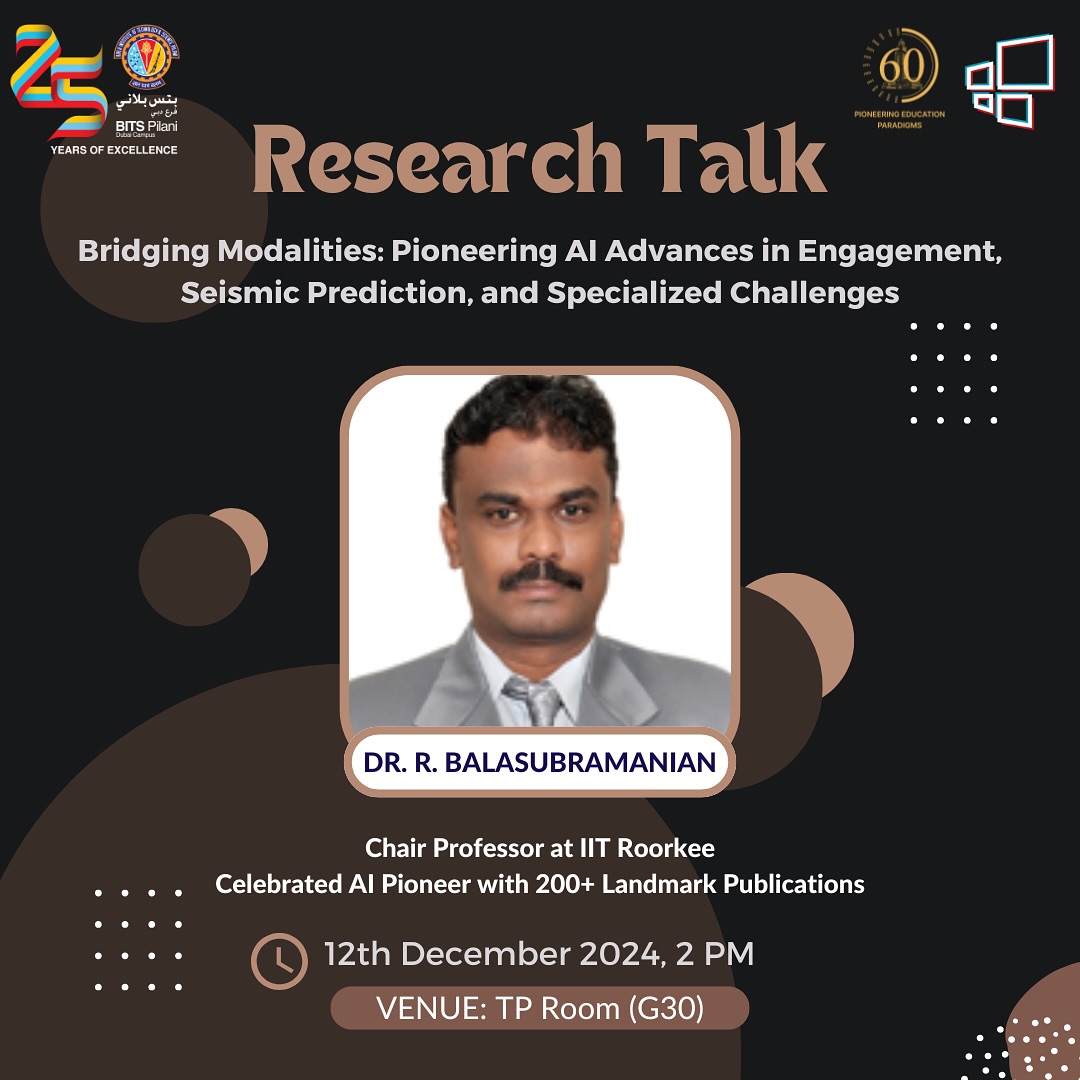 25
بتس بلاني
فرع دبي
BITS Pilani
Dubai Campus
YEARS OF EXCELLENCE
60
PIONEERING EDUCATION
PARADIGMS
Research Talk
Bridging Modalities: Pioneering AI Advances in Engagement,
Seismic Prediction, and Specialized Challenges
DR. R. BALASUBRAMANIAN
Chair Professor at IIT Roorkee
Celebrated AI Pioneer with 200+ Landmark Publications
12th December 2024, 2 PM
VENUE: TP Room (G30)